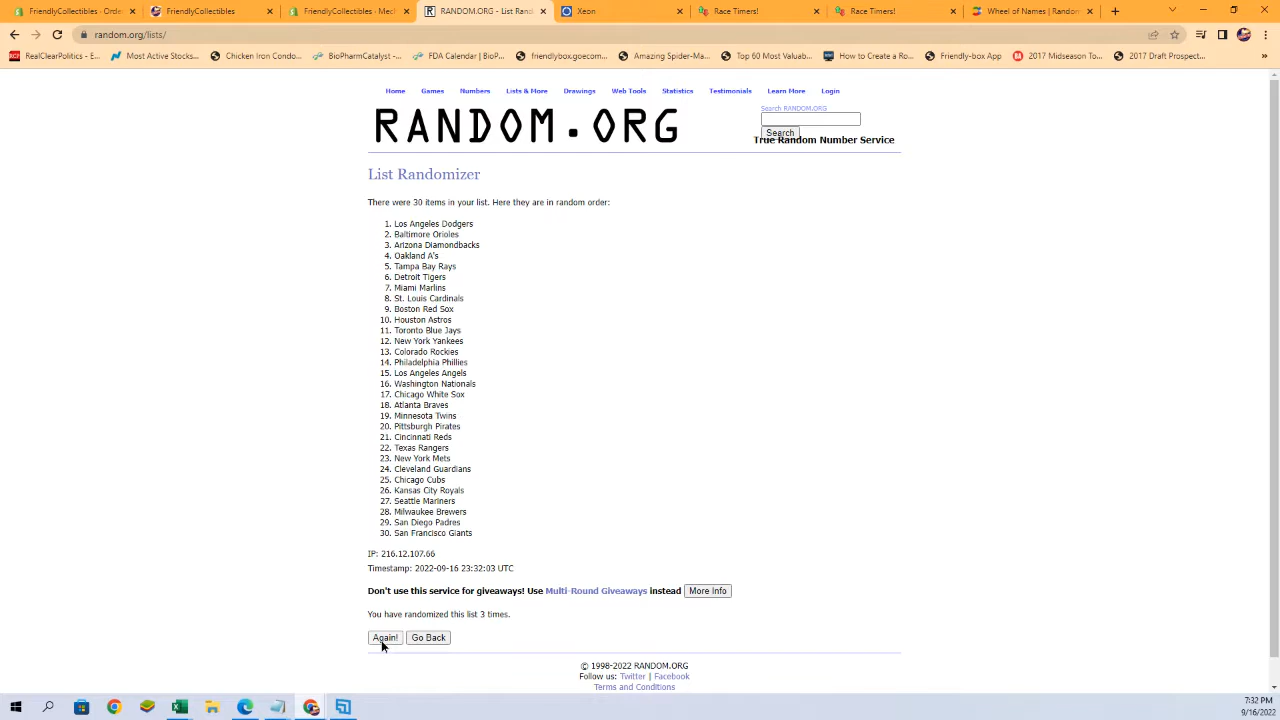 FriendlyCollectibles - Orders
FriendlyCollectibles
FriendlyCollectibles - Men
RANDOM.ORG - List Randomizer
Race Timers!
Race Timers!
Wheel of Names | Random
random.org/lists/
RealClearPolitics - E...
Most Active Stocks -...
Chicken Iron Condo...
BioPharmCatalyst -...
FDA Calendar | BioP...
friendlybox.goecom...
Amazing Spider-Ma...
Top 60 Most Valuab...
How to Create a Ro...
Friendly-box App
2017 Midseason To...
2017 Draft Prospect...
Home Games Numbers Lists & More Drawings Web Tools Statistics Testimonials Learn More Login
Search RANDOM.ORG
RANDOM.ORG
Search
True Random Number Service
List Randomizer
There were 30 items in your list. Here they are in random order:
1. Los Angeles Dodgers
2. Baltimore Orioles
3. Arizona Diamondbacks
4. Oakland A's
5. Tampa Bay Rays
6. Detroit Tigers
7. Miami Marlins
8. St. Louis Cardinals
9. Boston Red Sox
10. Houston Astros
11. Toronto Blue Jays
12. New York Yankees
13. Colorado Rockies
14. Philadelphia Phillies
15. Los Angeles Angels
16. Washington Nationals
17. Chicago White Sox
18. Atlanta Braves
19. Minnesota Twins
20. Pittsburgh Pirates
21. Cincinnati Reds
22. Texas Rangers
23. New York Mets
24. Cleveland Guardians
25. Chicago Cubs
26. Kansas City Royals
27. Seattle Mariners
28. Milwaukee Brewers
29. San Diego Padres
30. San Francisco Giants
IP: 216.12.107.66
Timestamp: 2022-09-16 23:32:03 UTC
Don't use this service for giveaways! Use Multi-Round Giveaways instead More Info
You have randomized this list 3 times.
Again! Go Back
© 1998-2022 RANDOM.ORG
Follow us: Twitter | Facebook
Terms and Conditions
7:32 PM
9/16/2022